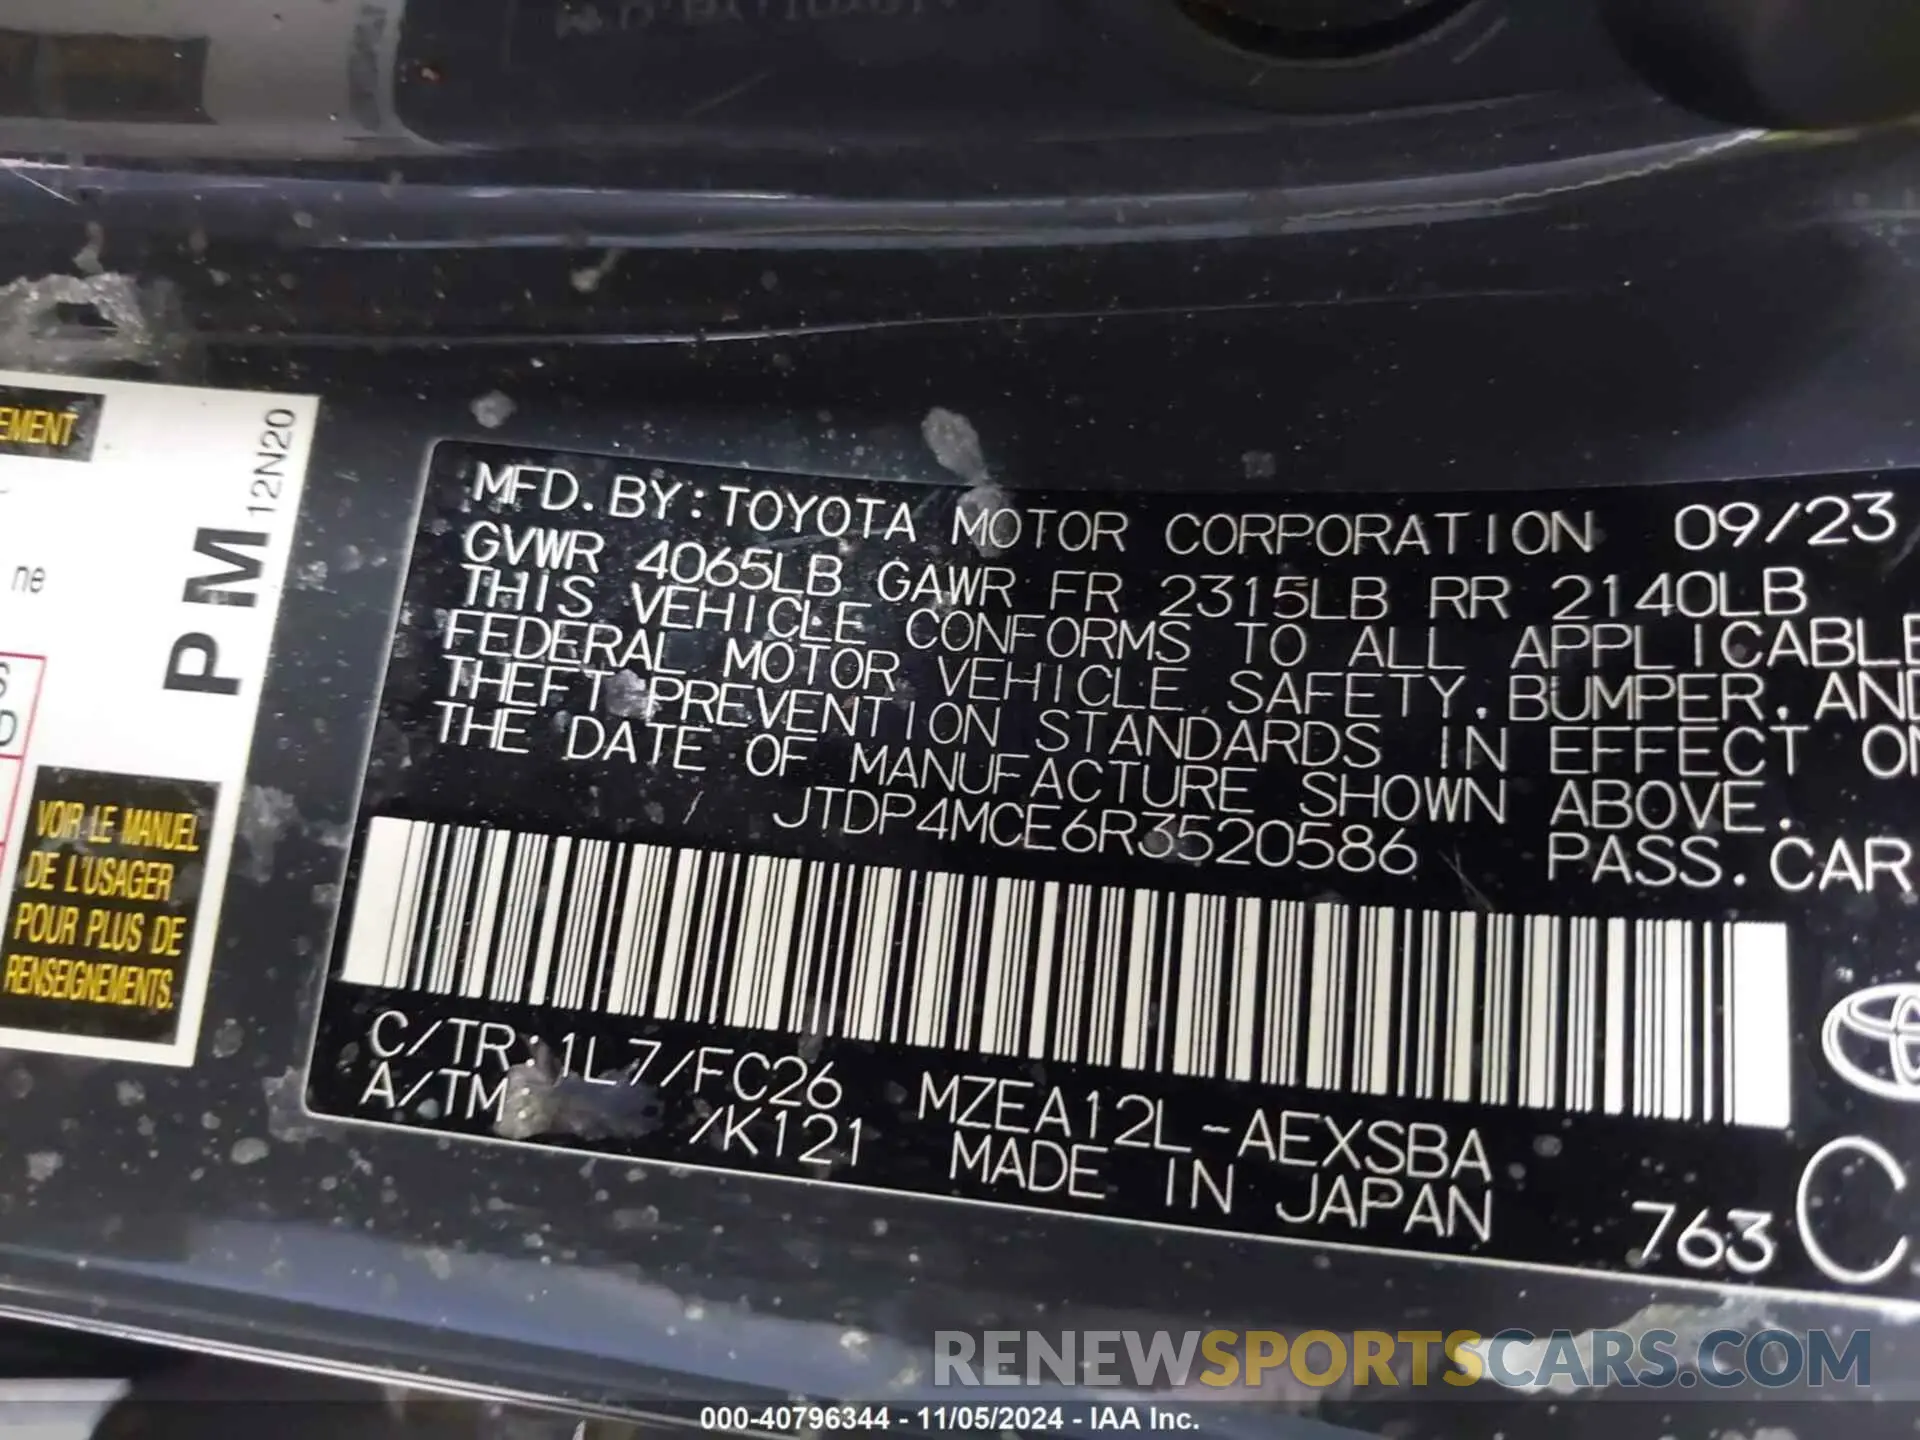 EMENT
12N20
PM
ne
S
D
VOIR LE MANUEL
DE L'USAGER
POUR PLUS DE
RENSEIGNEMENTS.
MFD. BY: TOYOTA MOTOR CORPORATION 09/23
GVWR 4065LB GAWR FR 2315LB RR 2140LB
THIS VEHICLE CONFORMS TO ALL APPLICABLE
FEDERAL MOTOR VEHICLE SAFETY, BUMPER, AND
THEFT PREVENTION STANDARDS IN EFFECT ON
THE DATE OF MANUFACTURE SHOWN ABOVE.
JTDP4MCE6R3520586 PASS. CAR
C/TR: 1L7/FC26 MZEA12L-AEXSBA
A/TM /K121 MADE IN JAPAN
763
C
RENEWSPORTSCARS.COM
000-40796344 - 11/05/2024 - IAA Inc.